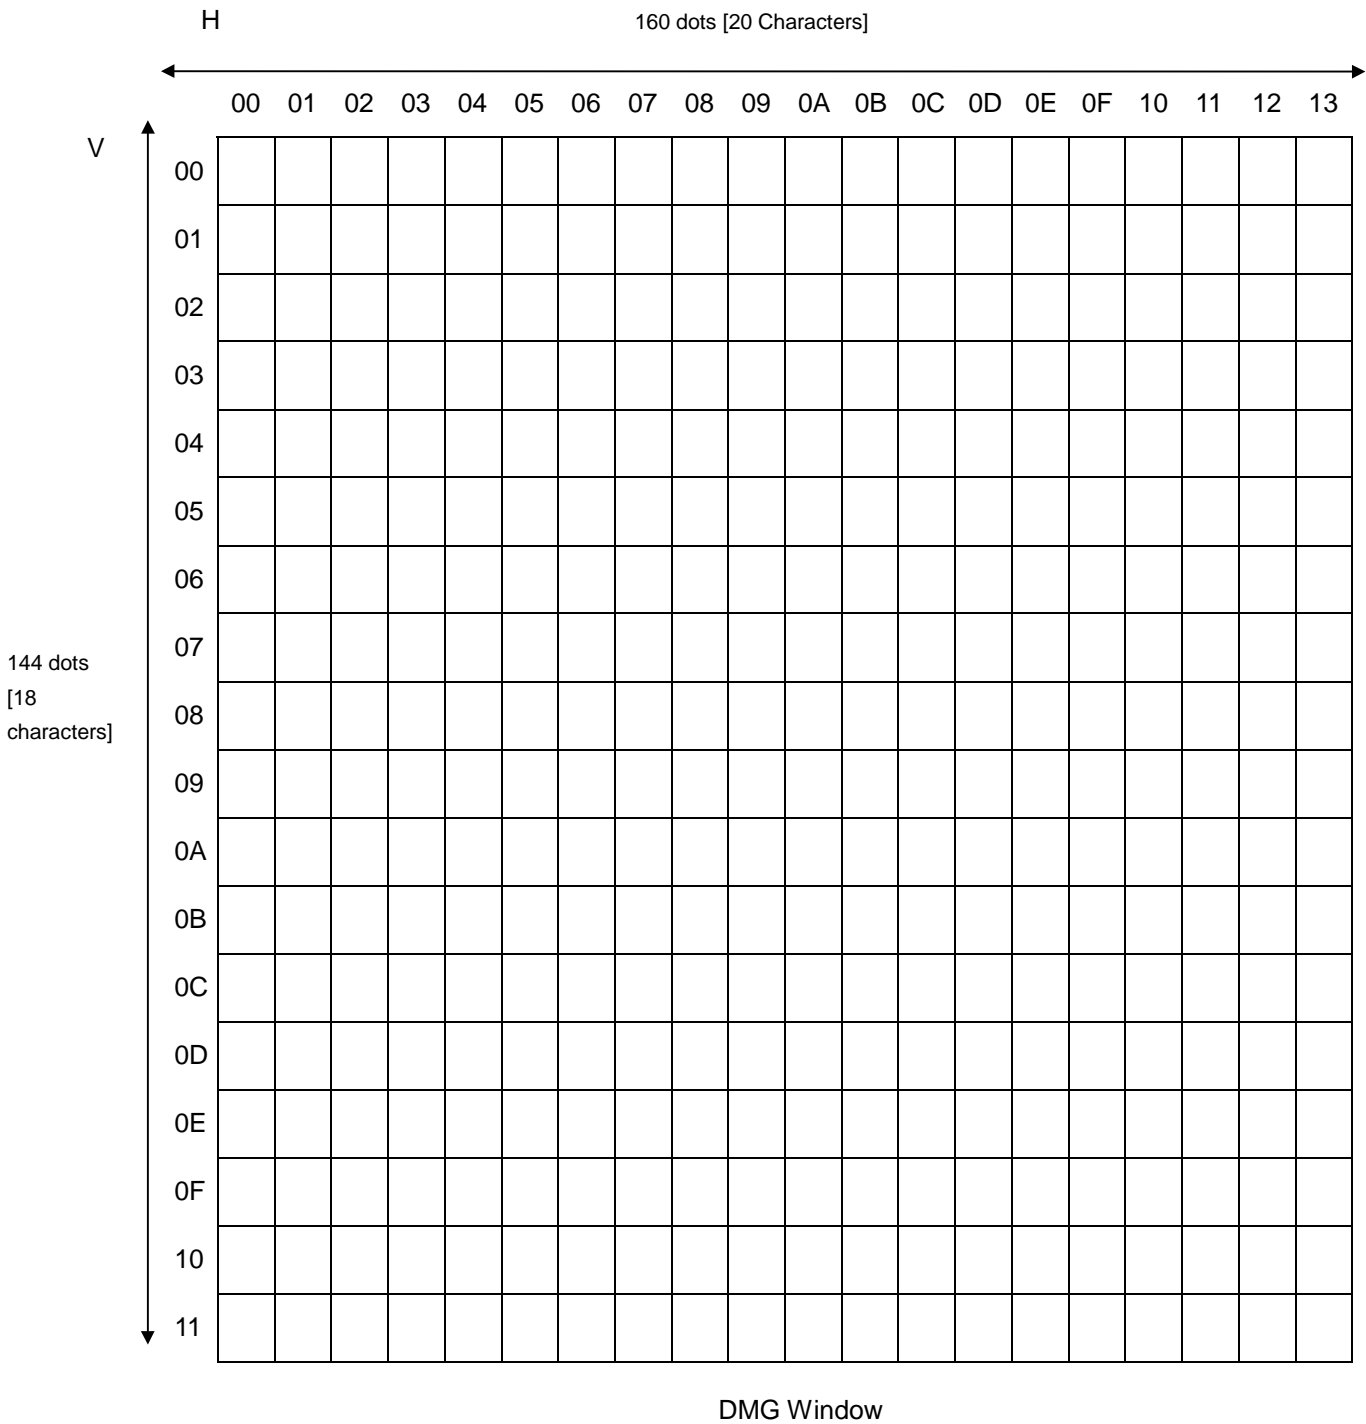 H
160 dots [20 Characters]
00 01 02 03 04 05 06 07 08 09 0A 0B 0C 0D 0E 0F 10 11 12 13
V
00
01
02
03
04
05
06
07
144 dots
[18
characters]
08
09
0A
0B
0C
0D
0E
0F
10
11
DMG Window